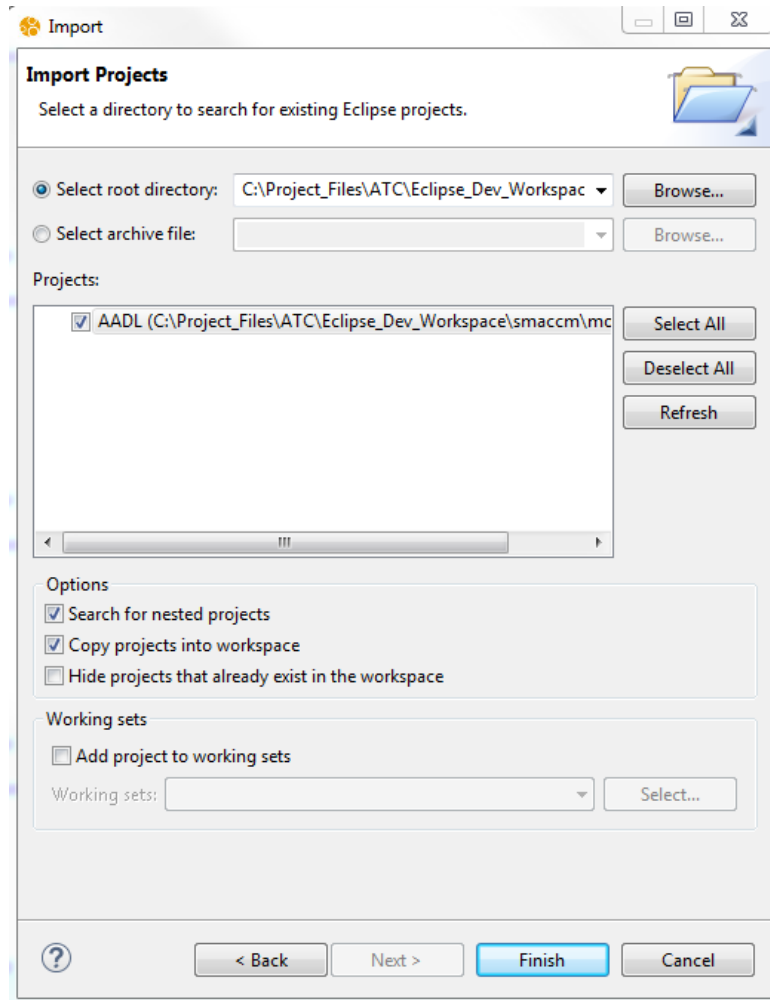 Import
Import Projects
Select a directory to search for existing Eclipse projects.
Select root directory: C:\Project_Files\ATC\Eclipse_Dev_Workspac Browse...
Select archive file: Browse...
Projects:
AADL (C:\Project_Files\ATC\Eclipse_Dev_Workspace\smaccm\mc
Select All
Deselect All
Refresh
Options
Search for nested projects
Copy projects into workspace
Hide projects that already exist in the workspace
Working sets
Add project to working sets
Working sets: Select...
? < Back Next > Finish Cancel